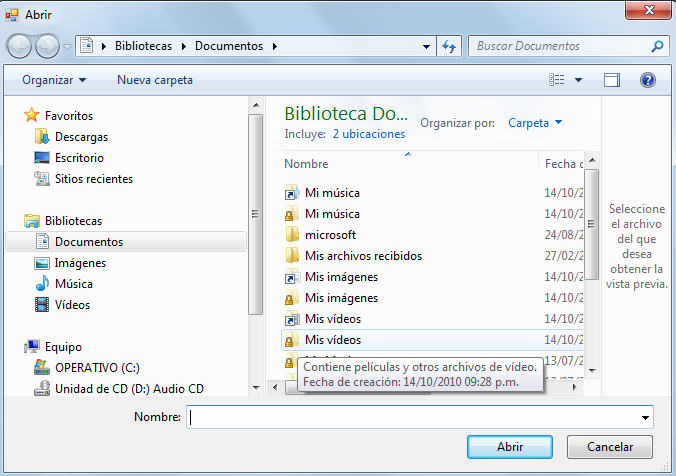 Abrir
Bibliotecas
Documentos
Buscar Documentos
Organizar
Nueva carpeta
Favoritos
Descargas
Escritorio
Sitios recientes
Bibliotecas
Documentos
Imágenes
Música
Vídeos
Equipo
OPERATIVO (C:)
Unidad de CD (D:) Audio CD
Biblioteca Do...
Incluye: 2 ubicaciones
Organizar por: Carpeta
Nombre Fecha d
Mi música 14/10/2
Mi música 14/10/2
microsoft 24/08/2
Mis archivos recibidos 27/02/2
Mis imágenes 14/10/2
Mis imágenes 14/10/2
Mis vídeos 14/10/2
Mis vídeos 14/10/2
13/07/2
Contiene películas y otros archivos de vídeo.
Fecha de creación: 14/10/2010 09:28 p.m.
Seleccione
el archivo
del que
desea
obtener la
vista previa.
Nombre:
Abrir
Cancelar